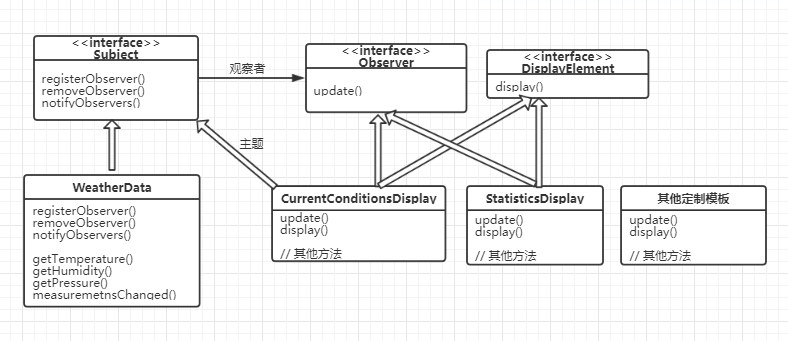 <<interface>>
Subject
registerObserver()
removeObserver()
notifyObservers()
观察者
<<interface>>
Observer
update()
<<interface>>
DisplayElement
display()
主题
WeatherData
registerObserver()
removeObserver()
notifyObservers()
getTemperature()
getHumidity()
getPressure()
measuremetnsChanged()
CurrentConditionsDisplay
update()
display()
// 其他方法
StatisticsDisplay
update()
display()
// 其他方法
其他定制模板
update()
display()
// 其他方法